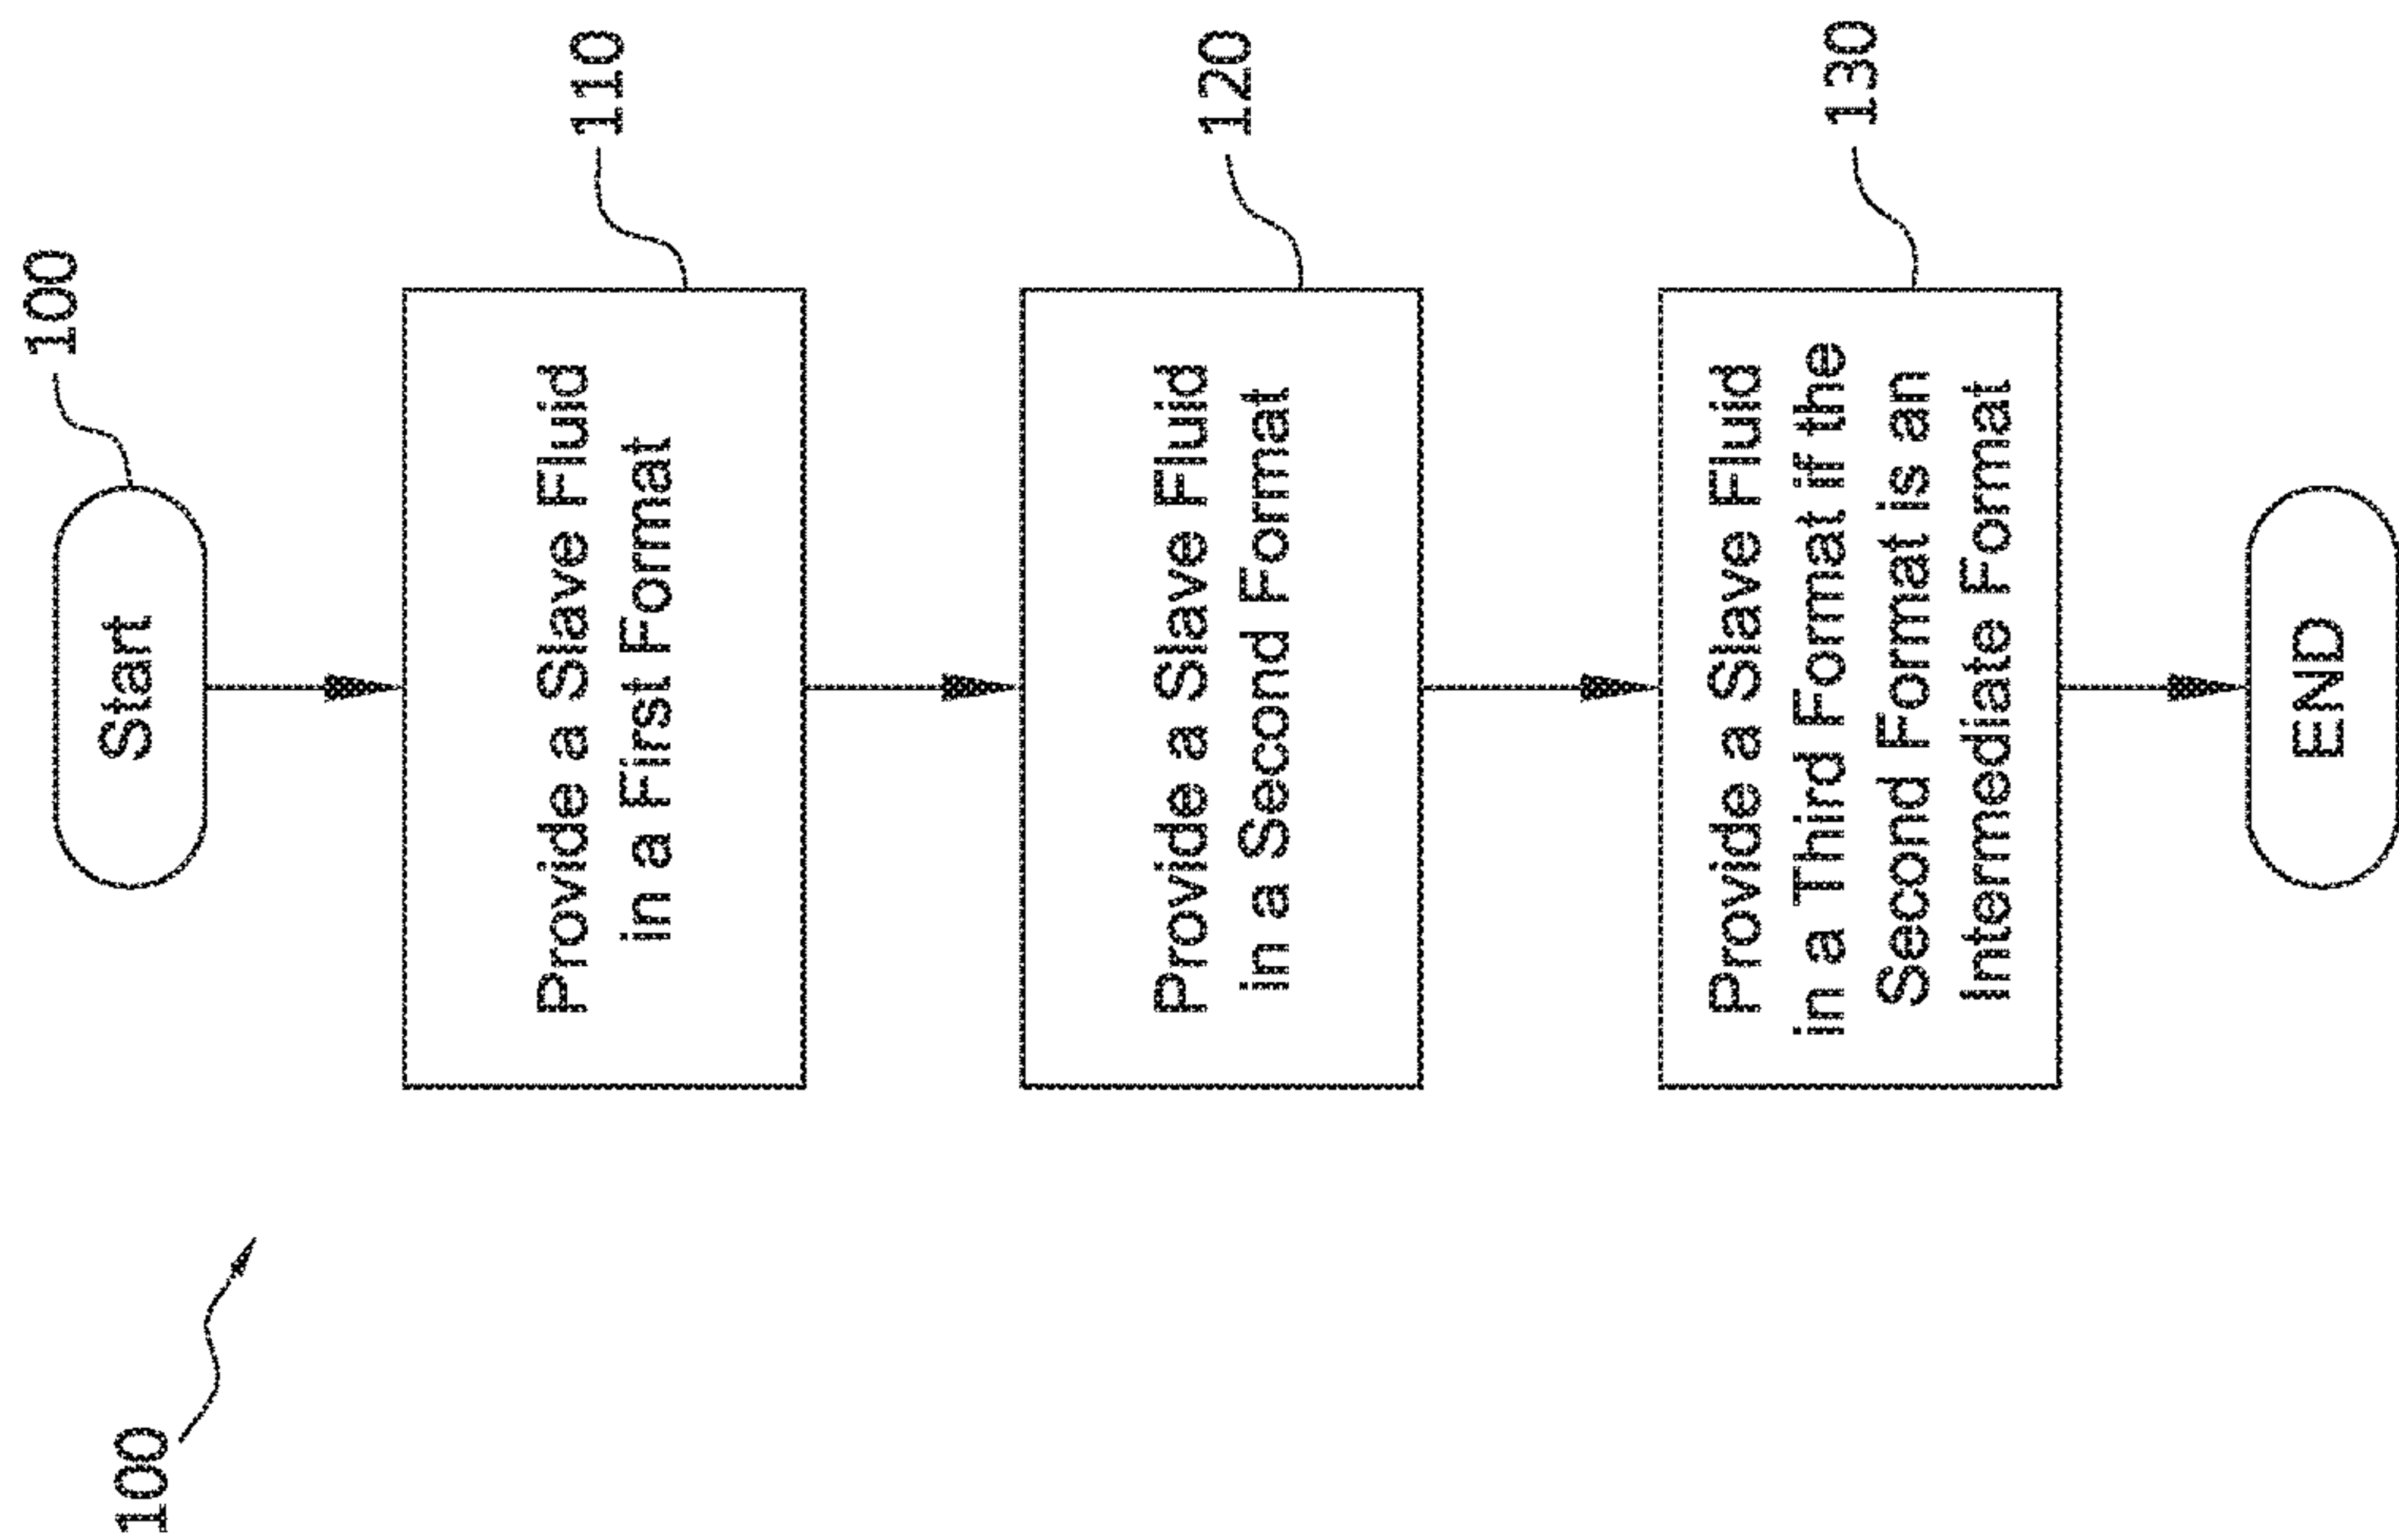 100
100
Start
110
Provide a Slave Fluid
in a First Format
120
Provide a Slave Fluid
in a Second Format
130
Provide a Slave Fluid
in a Third Format if the
Second Format is an
Intermediate Format
END